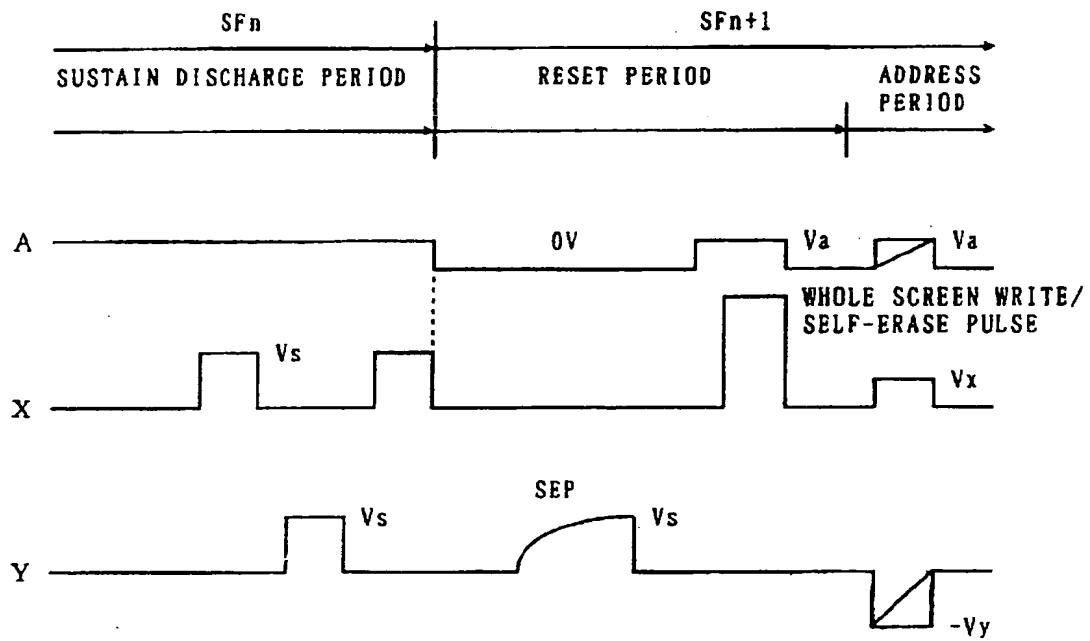 SFn
SFn+1
SUSTAIN DISCHARGE PERIOD
RESET PERIOD
ADDRESS
PERIOD
A
0V
Va
Va
WHOLE SCREEN WRITE/
SELF-ERASE PULSE
Vs
X
Vx
SEP
Vs
Vs
Y
-Vy